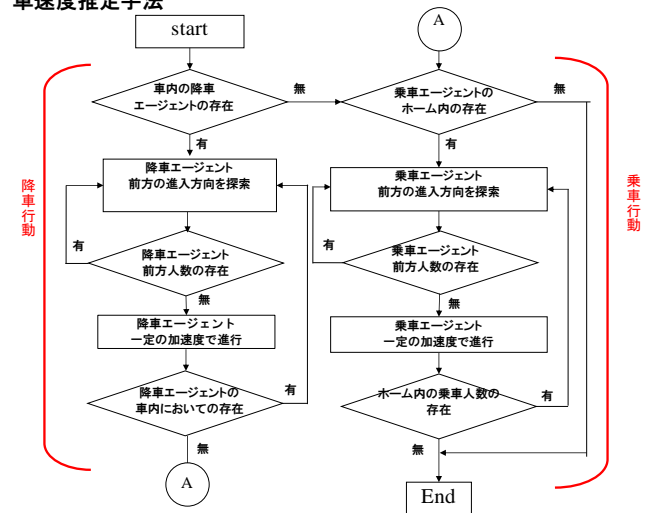 車速度推定手法
start
車内の降車
エージェントの存在
無
有
降車エージェント
前方の進入方向を探索
有
降車エージェント
前方人数の存在
無
降車エージェント
一定の加速度で進行
降車エージェントの
車内においての存在
有
無
A
降車行動
A
乗車エージェントの
ホーム内の存在
無
有
乗車エージェント
前方の進入方向を探索
有
乗車エージェント
前方人数の存在
無
乗車エージェント
一定の加速度で進行
ホーム内の乗車人数の
存在
有
無
End
乗車行動